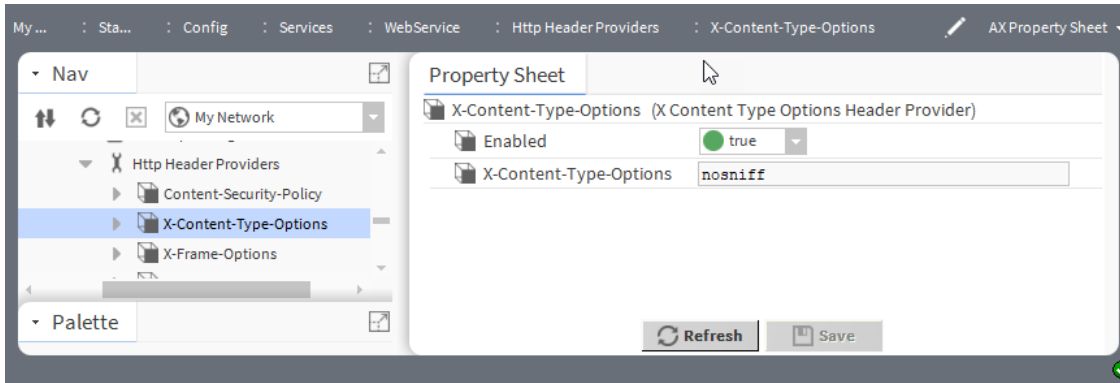 My ... : Sta... : Config : Services : WebService : Http Header Providers : X-Content-Type-Options AX Property Sheet
Nav
My Network
Http Header Providers
Content-Security-Policy
X-Content-Type-Options
X-Frame-Options
Palette
Property Sheet
X-Content-Type-Options (X Content Type Options Header Provider)
Enabled true
X-Content-Type-Options nosniff
Refresh Save